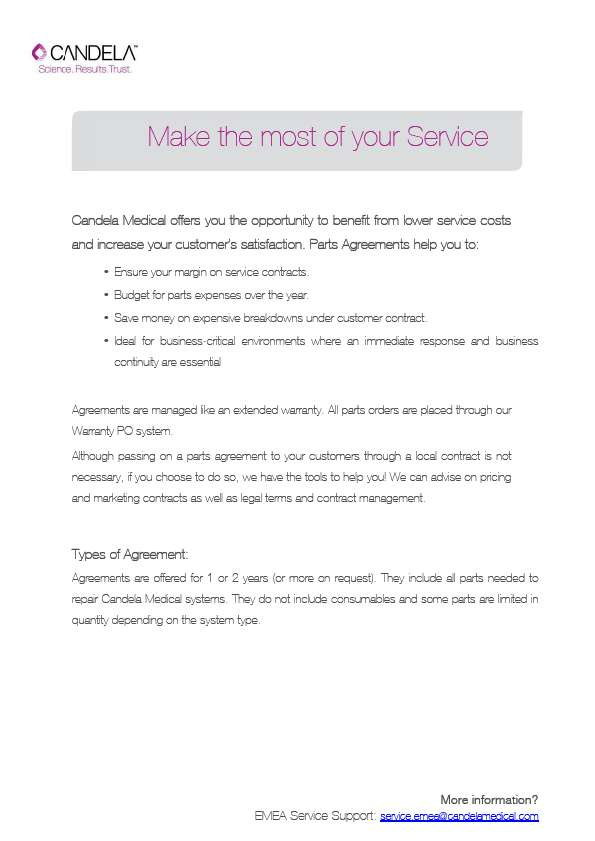 CANDELA™
Science. Results. Trust.
Make the most of your Service
Candela Medical offers you the opportunity to benefit from lower service costs
and increase your customer's satisfaction. Parts Agreements help you to:
• Ensure your margin on service contracts.
• Budget for parts expenses over the year.
• Save money on expensive breakdowns under customer contract.
• Ideal for business-critical environments where an immediate response and business
continuity are essential
Agreements are managed like an extended warranty. All parts orders are placed through our
Warranty PO system.
Although passing on a parts agreement to your customers through a local contract is not
necessary, if you choose to do so, we have the tools to help you! We can advise on pricing
and marketing contracts as well as legal terms and contract management.
Types of Agreement:
Agreements are offered for 1 or 2 years (or more on request). They include all parts needed to
repair Candela Medical systems. They do not include consumables and some parts are limited in
quantity depending on the system type.
More information?
EMEA Service Support: service.emea@candelamedical.com